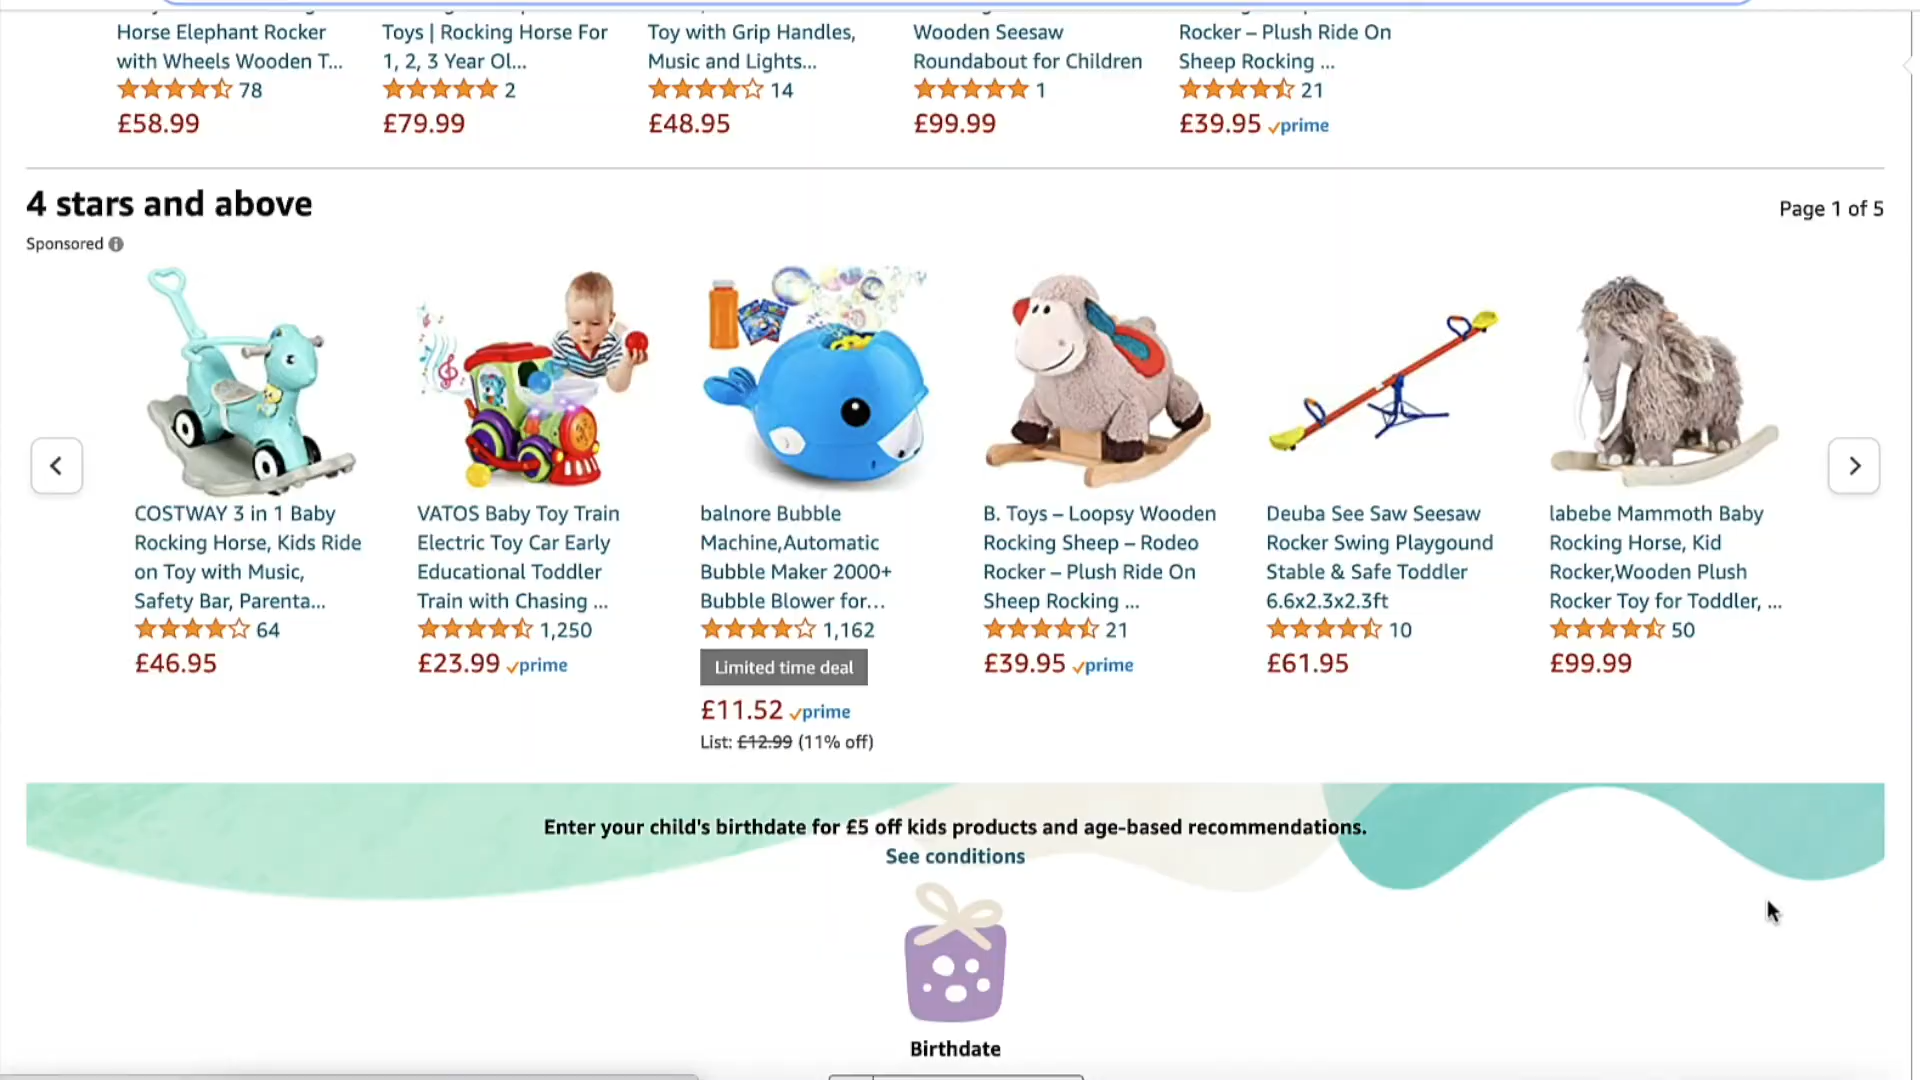 Horse Elephant Rocker
with Wheels Wooden T...
78
£58.99
Toys | Rocking Horse For
1, 2, 3 Year Ol...
2
£79.99
Toy with Grip Handles,
Music and Lights...
14
£48.95
Wooden Seesaw
Roundabout for Children
1
£99.99
Rocker – Plush Ride On
Sheep Rocking ...
21
£39.95 prime
4 stars and above
Page 1 of 5
Sponsored
COSTWAY 3 in 1 Baby
Rocking Horse, Kids Ride
on Toy with Music,
Safety Bar, Parenta...
64
£46.95
VATOS Baby Toy Train
Electric Toy Car Early
Educational Toddler
Train with Chasing ...
1,250
£23.99 prime
balnore Bubble
Machine,Automatic
Bubble Maker 2000+
Bubble Blower for...
1,162
Limited time deal
£11.52 prime
List: £12.99 (11% off)
B. Toys – Loopsy Wooden
Rocking Sheep – Rodeo
Rocker – Plush Ride On
Sheep Rocking ...
21
£39.95 prime
Deuba See Saw Seesaw
Rocker Swing Playgound
Stable & Safe Toddler
6.6x2.3x2.3ft
10
£61.95
labebe Mammoth Baby
Rocking Horse, Kid
Rocker,Wooden Plush
Rocker Toy for Toddler, ...
50
£99.99
Enter your child's birthdate for £5 off kids products and age-based recommendations.
See conditions
Birthdate